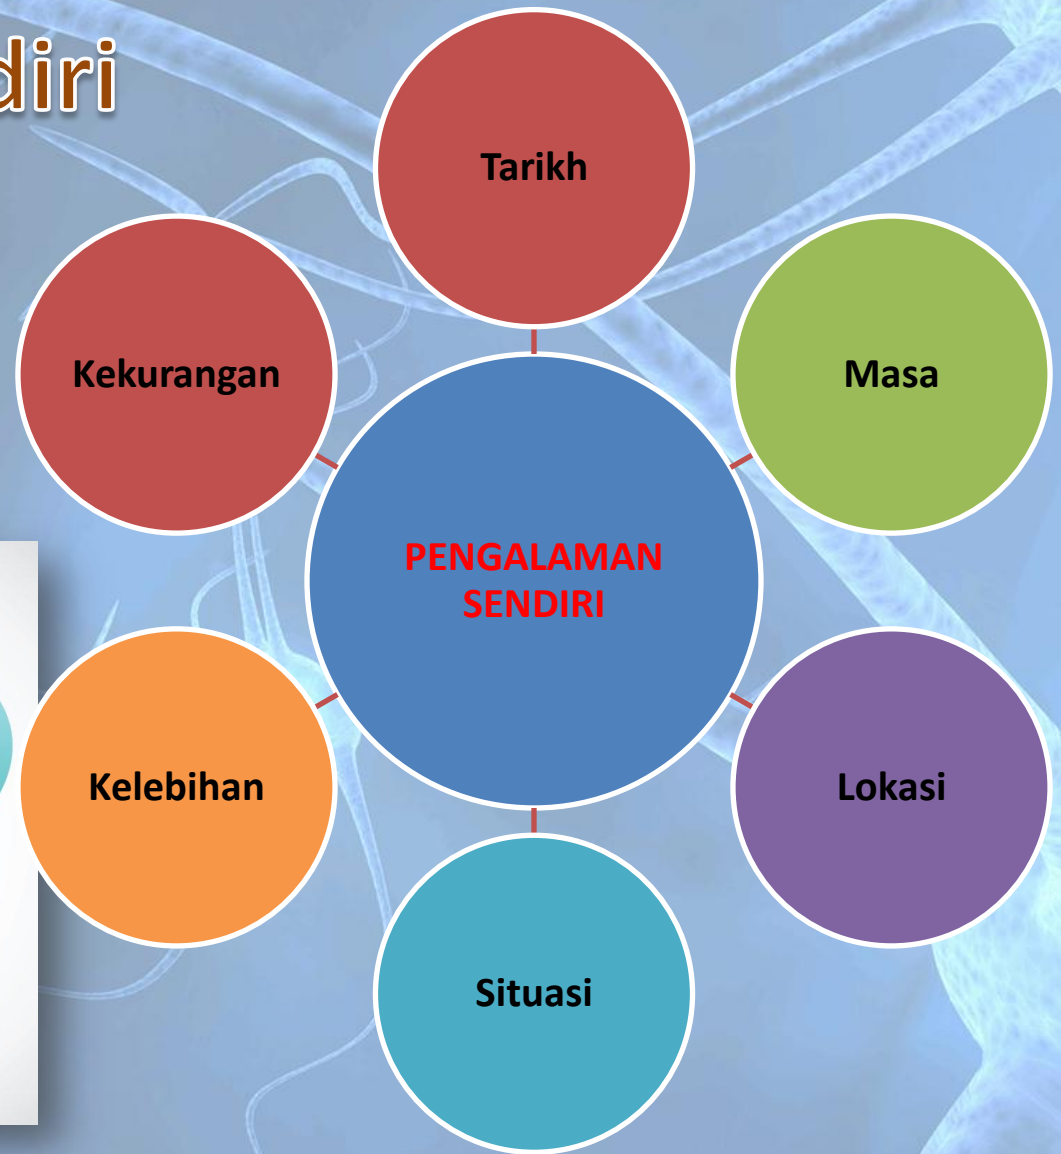 diri
Tarikh
Masa
Lokasi
Situasi
Kelebihan
Kekurangan
PENGALAMAN
SENDIRI